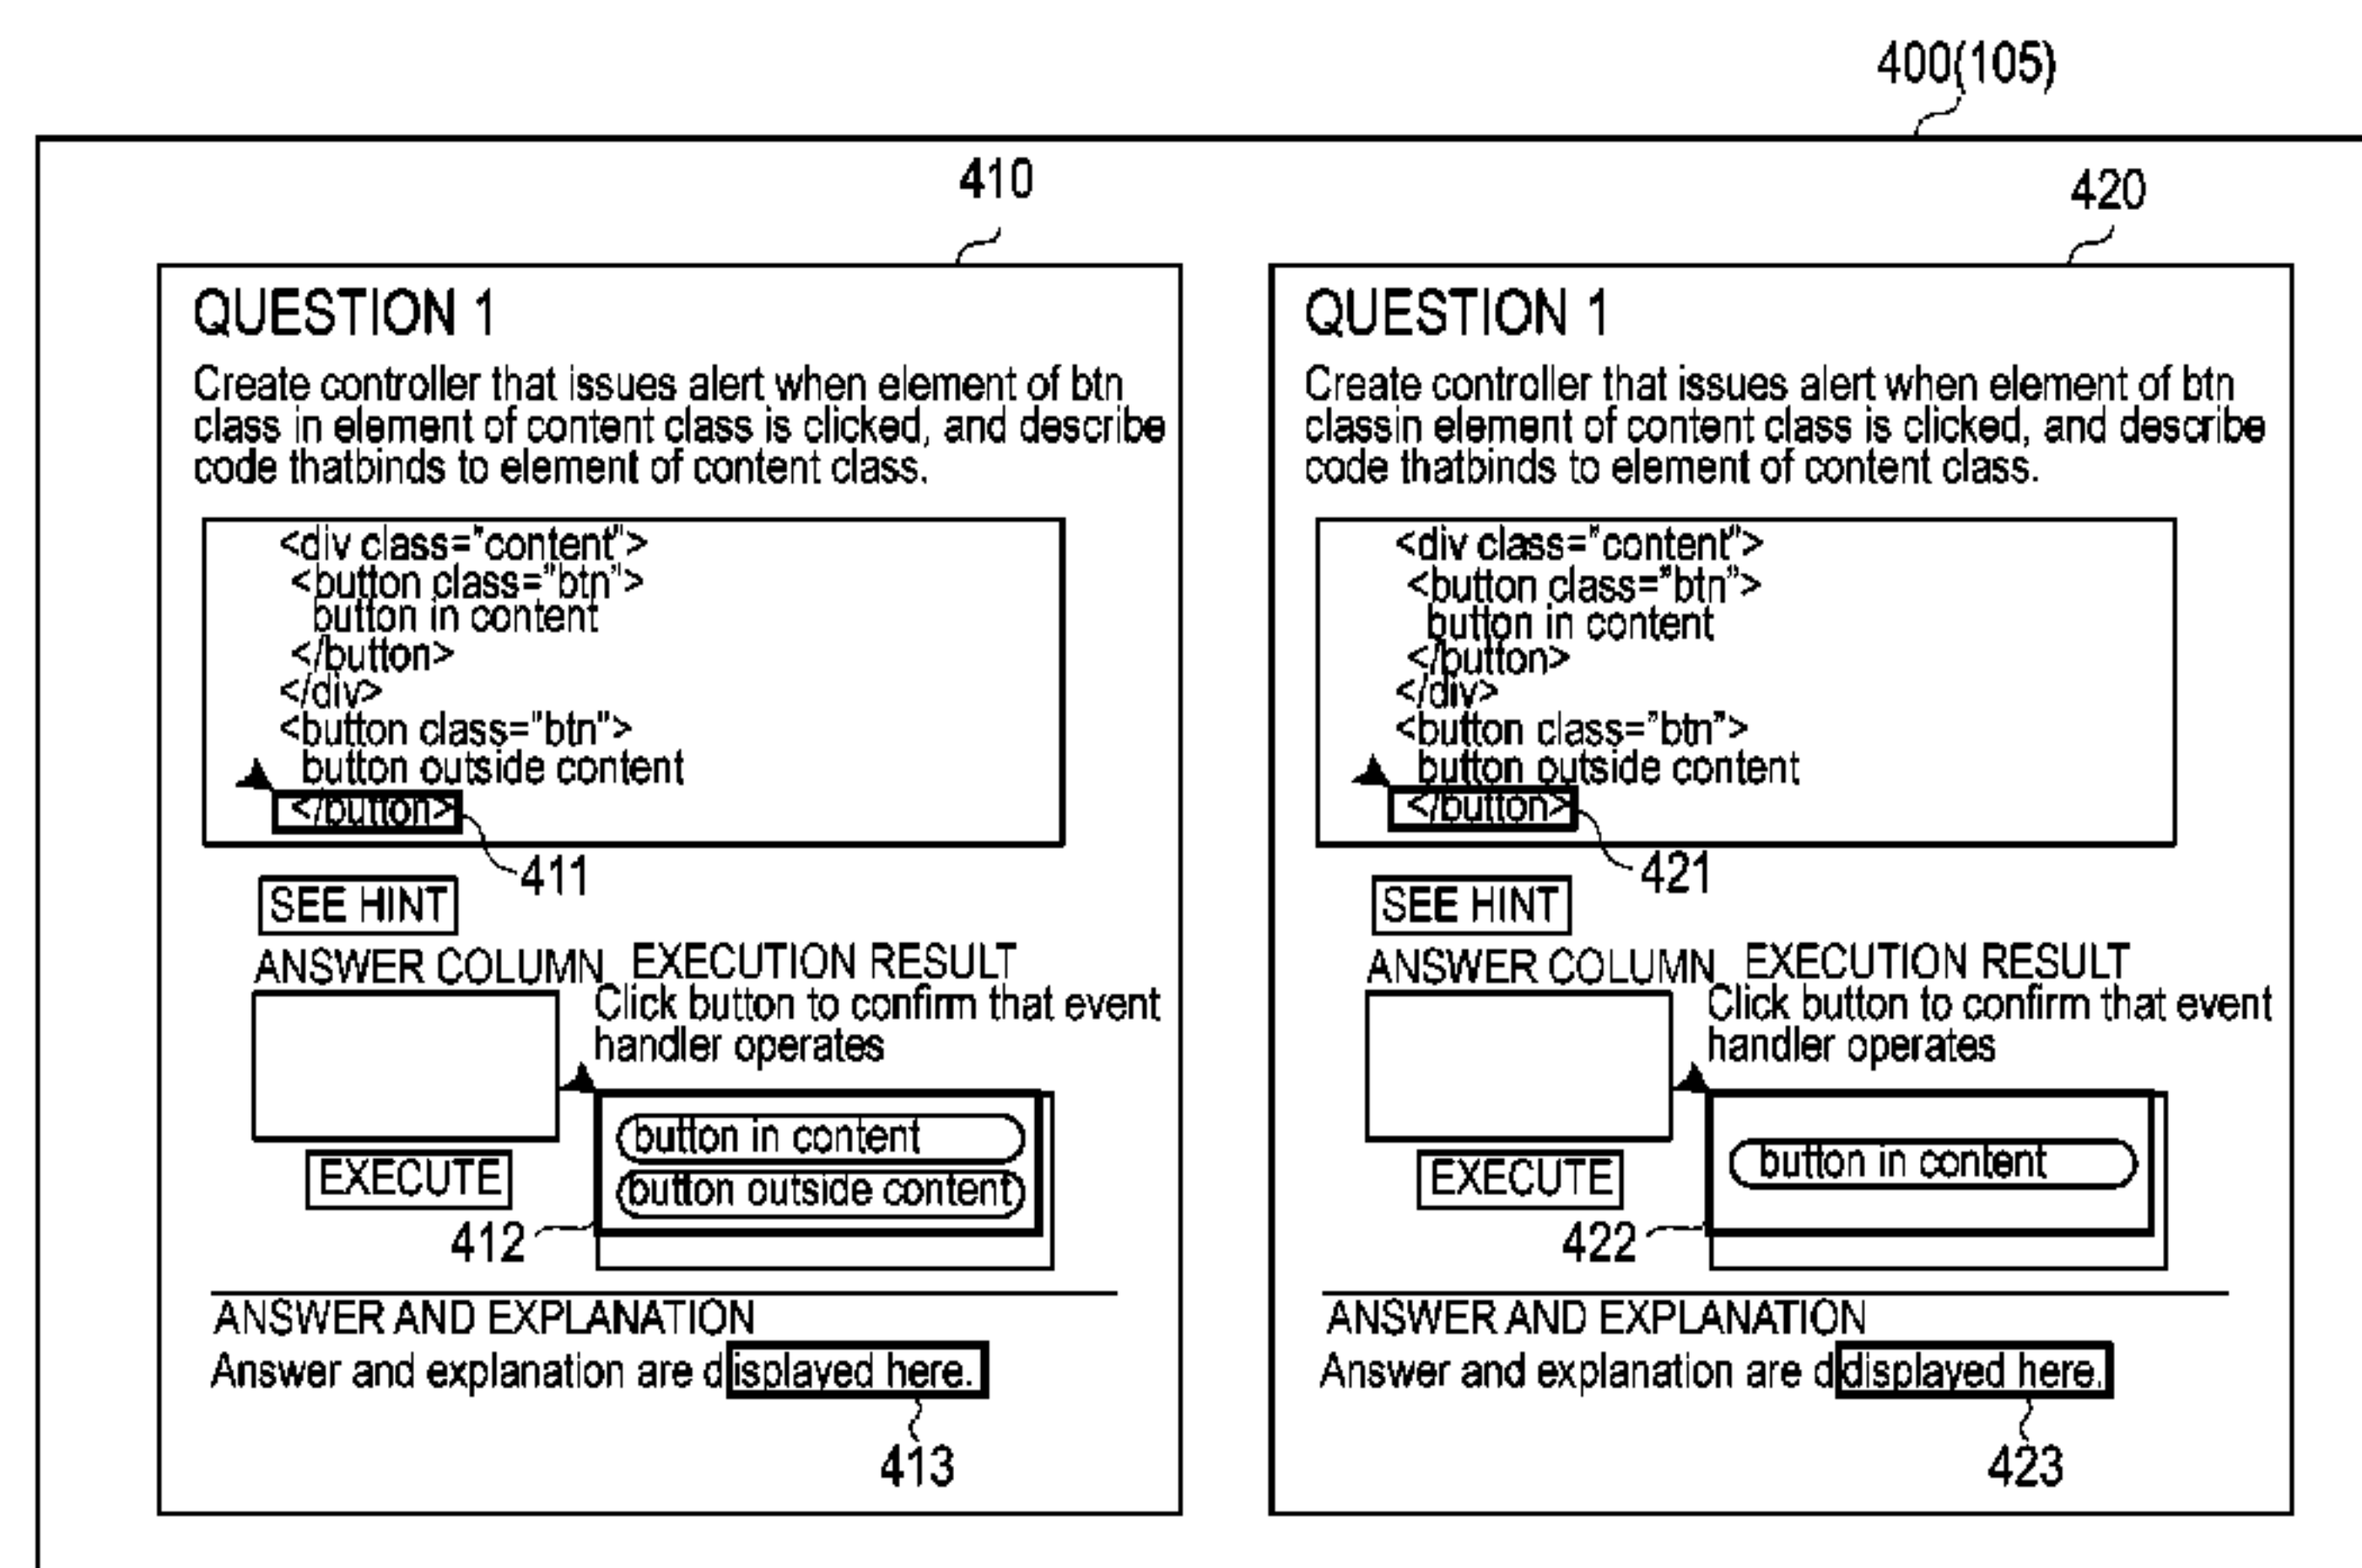 400(105)
410
QUESTION 1
Create controller that issues alert when element of btn
class in element of content class is clicked, and describe
code thatbinds to element of content class.
<div class="content">
<button class="btn">
button in content
</button>
</div>
<button class="btn">
button outside content
</button>
411
SEE HINT
ANSWER COLUMN
EXECUTION RESULT
Click button to confirm that event
handler operates
button in content
button outside content
EXECUTE
412
ANSWER AND EXPLANATION
Answer and explanation are displayed here.
413
420
QUESTION 1
Create controller that issues alert when element of btn
classin element of content class is clicked, and describe
code thatbinds to element of content class.
<div class="content">
<button class="btn">
button in content
</button>
</div>
<button class="btn">
button outside content
</button>
421
SEE HINT
ANSWER COLUMN
EXECUTION RESULT
Click button to confirm that event
handler operates
button in content
EXECUTE
422
ANSWER AND EXPLANATION
Answer and explanation are ddisplayed here.
423